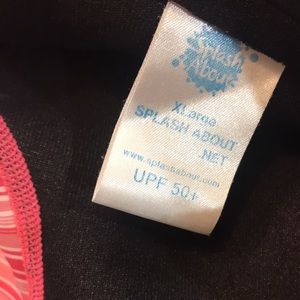 Splash
About
XLarge
SPLASH ABOUT
.NET
www.splashabout.com
UPF 50+